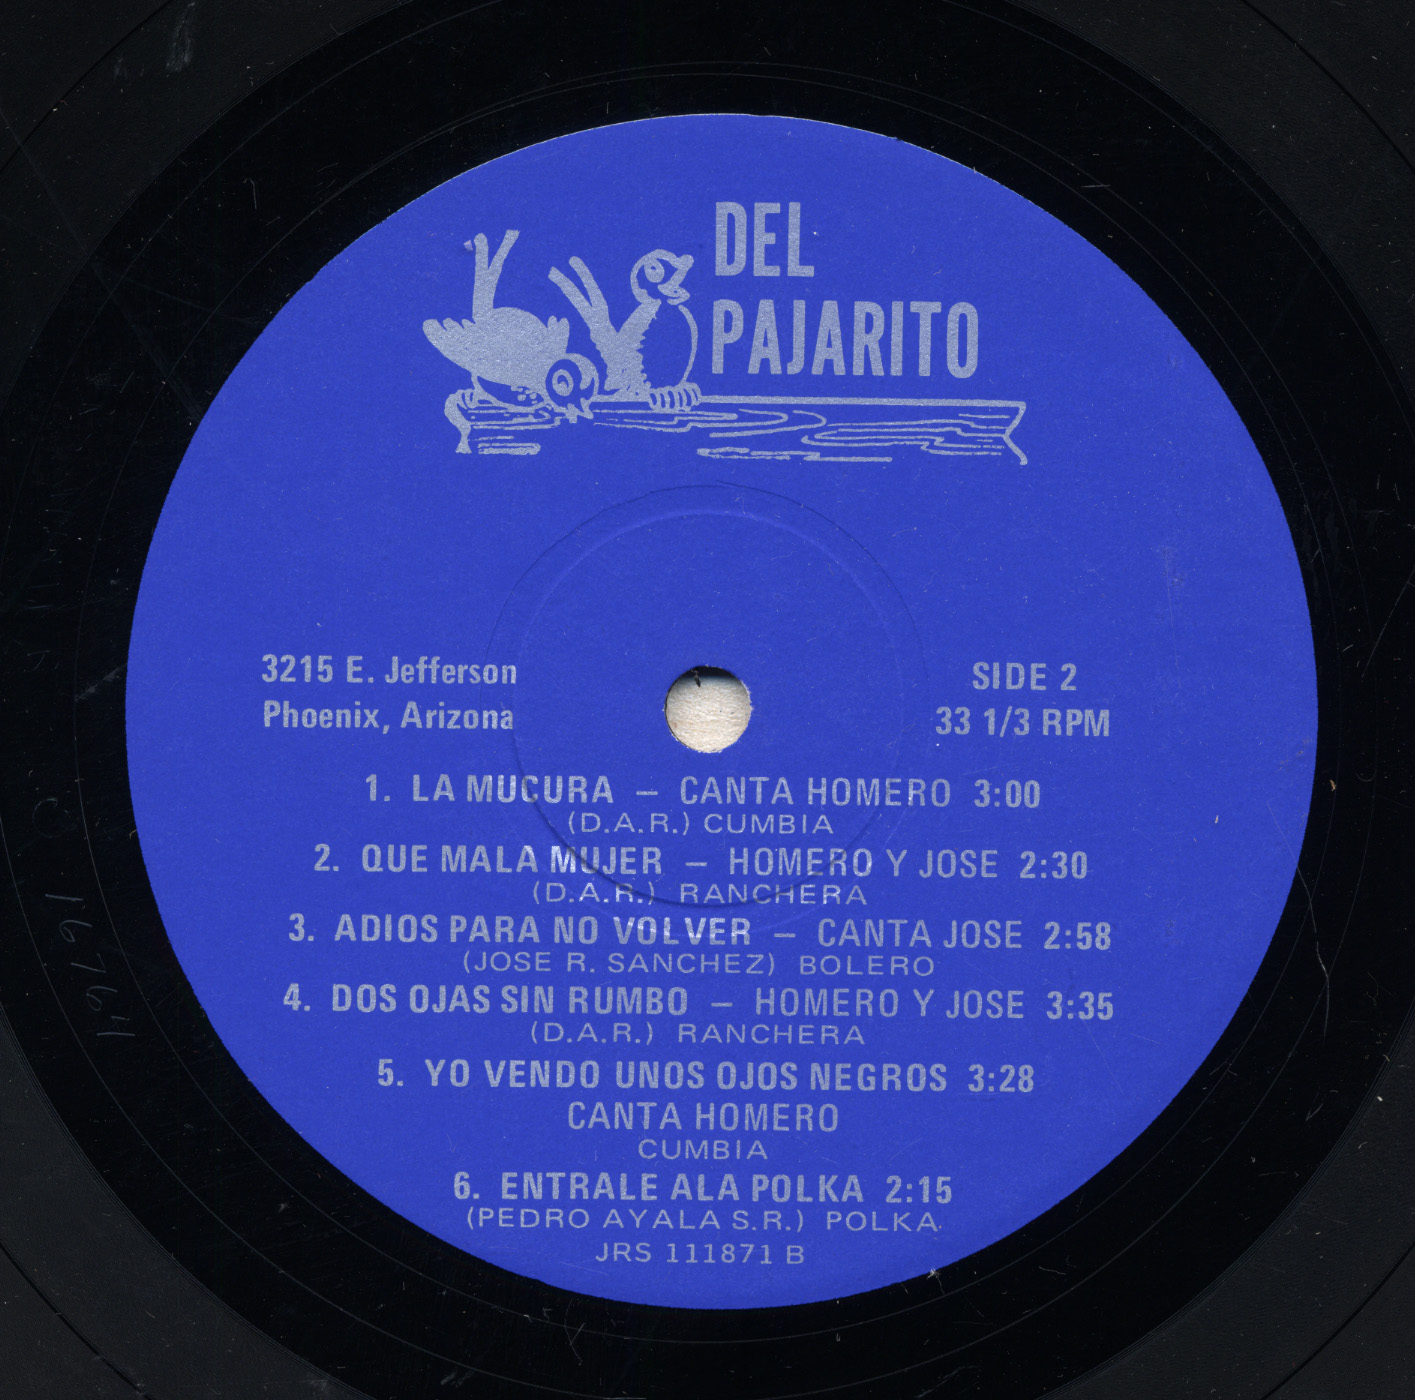 DEL
PAJARITO
3215 E. Jefferson
Phoenix, Arizona
SIDE 2
33 1/3 RPM
1. LA MUCURA — CANTA HOMERO 3:00
(D.A.R.) CUMBIA
2. QUE MALA MUJER — HOMERO Y JOSE 2:30
(D.A.R.) RANCHERA
3. ADIOS PARA NO VOLVER — CANTA JOSE 2:58
(JOSE R. SANCHEZ) BOLERO
4. DOS OJAS SIN RUMBO — HOMERO Y JOSE 3:35
(D.A.R.) RANCHERA
5. YO VENDO UNOS OJOS NEGROS 3:28
CANTA HOMERO
CUMBIA
6. ENTRALE ALA POLKA 2:15
(PEDRO AYALA S.R.) POLKA
JRS 111871 B
16764